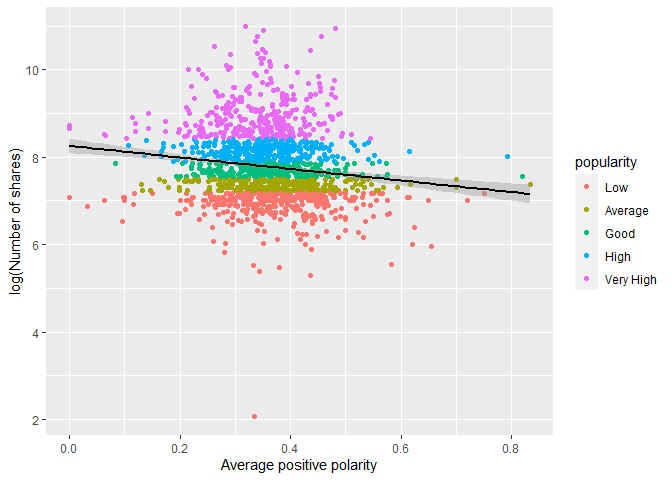 log(Number of shares)
10
8
6
4
2
0.0 0.2 0.4 0.6 0.8
Average positive polarity
popularity
Low
Average
Good
High
Very High